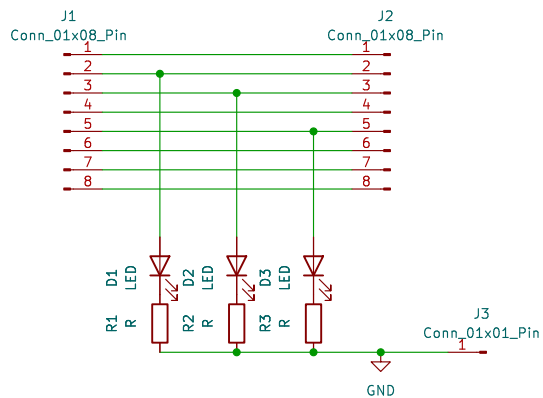 J1
Conn_01x08_Pin
J2
Conn_01x08_Pin
1
1
2
2
3
3
4
4
5
5
6
6
7
7
8
8
D1
LED
D2
LED
D3
LED
R1
R
R2
R
R3
R
J3
Conn_01x01_Pin
1
GND